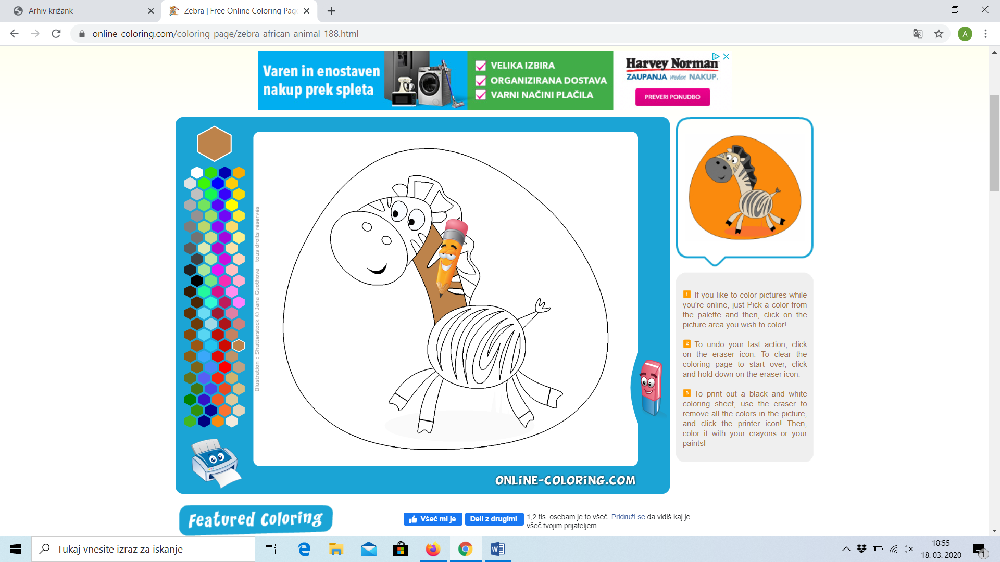 Arhiv križank
Zebra | Free Online Coloring Pag
online-coloring.com/coloring-page/zebra-african-animal-188.html
A
Varen in enostaven
nakup prek spleta
VELIKA IZBIRA
ORGANIZIRANA DOSTAVA
VARNI NAČINI PLAČILA
Harvey Norman
ZAUPANJA vreden NAKUP.
PREVERI PONUDBO
Illustration : Shutterstock © Jana Guothova - tous droits réservés
1 If you like to color pictures while
you're online, just Pick a color from
the palette and then, click on the
picture area you wish to color!
2 To undo your last action, click
on the eraser icon. To clear the
coloring page to start over, click
and hold down on the eraser icon.
3 To print out a black and white
coloring sheet, use the eraser to
remove all the colors in the picture,
and click the printer icon! Then,
color it with your crayons or your
paints!
ONLINE-COLORING.COM
Featured Coloring
Všeč mi je
Deli z drugimi
1,2 tis. osebam je to všeč. Pridruži se da vidiš kaj je
všeč tvojim prijateljem.
Tukaj vnesite izraz za iskanje
18:55
18. 03. 2020
1